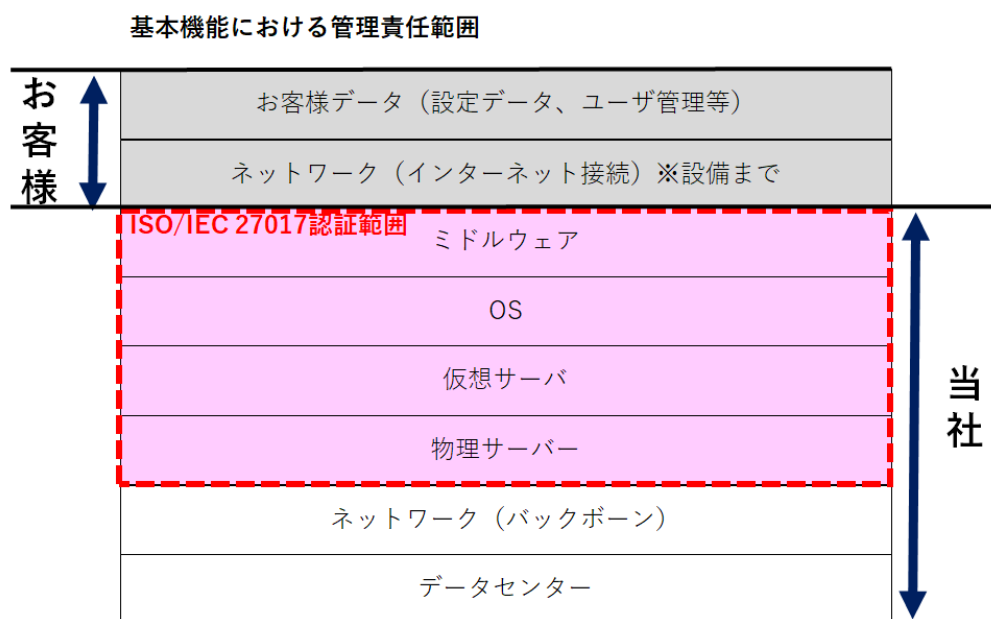 基本機能における管理責任範囲
お客様
お客様データ（設定データ、ユーザ管理等）
ネットワーク（インターネット接続）※設備まで
ISO/IEC 27017認証範囲
ミドルウェア
OS
仮想サーバ
物理サーバー
当社
ネットワーク（バックボーン）
データセンター